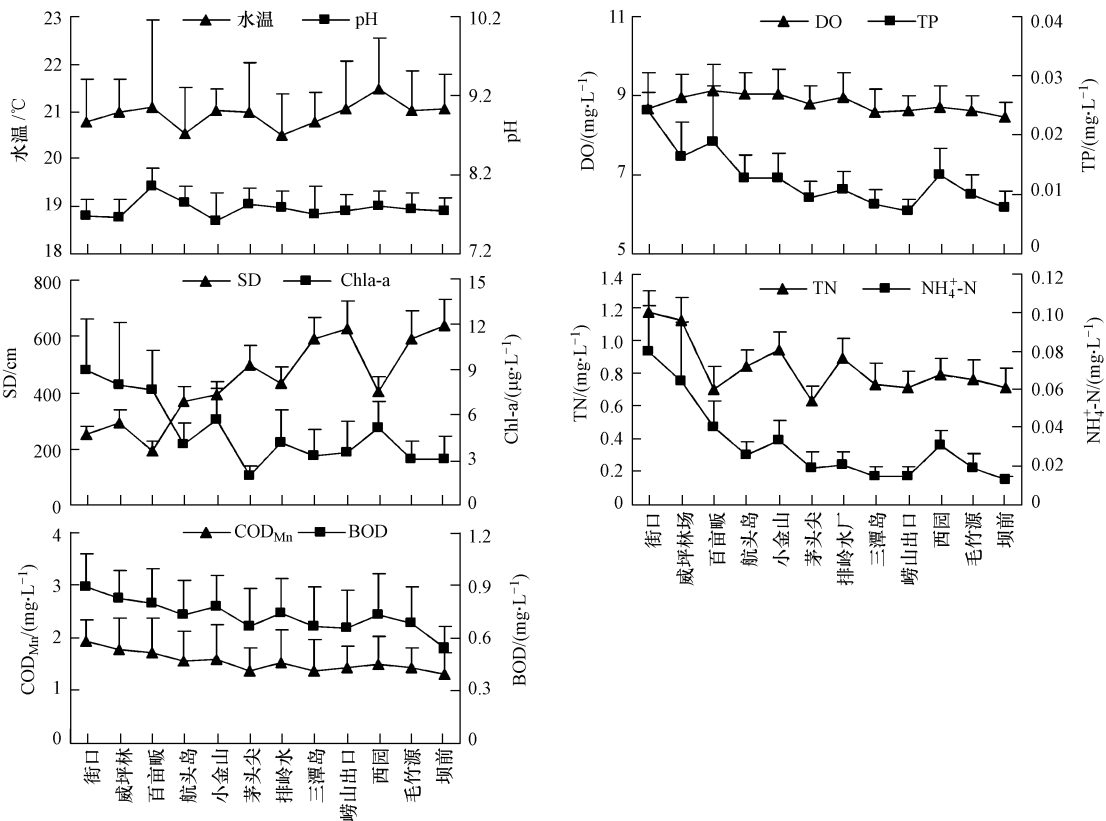 水温 pH
23
22
21
20
19
18
水温 /℃
10.2
9.2
8.2
7.2
pH
DO TP
11
9
7
5
DO/(mg·L⁻¹)
0.04
0.03
0.02
0.01
0
TP/(mg·L⁻¹)
SD Chla-a
800
600
400
200
0
SD/cm
15
12
9
6
3
0
Chl-a/(μg·L⁻¹)
TN NH₄⁺-N
1.4
1.2
1.0
0.8
0.6
0.4
0.2
0
TN/(mg·L⁻¹)
0.12
0.10
0.08
0.06
0.04
0.02
0
NH₄⁺-N/(mg·L⁻¹)
街口
威坪林场
百亩畈
航头岛
小金山
茅头尖
排岭水厂
三潭岛
崂山出口
西园
毛竹源
坝前
COD_Mn BOD
4
3
2
1
0
COD_Mn/(mg·L⁻¹)
1.2
0.9
0.6
0.3
0
BOD/(mg·L⁻¹)
街口
威坪林
百亩畈
航头岛
小金山
茅头尖
排岭水
三潭岛
崂山出口
西园
毛竹源
坝前